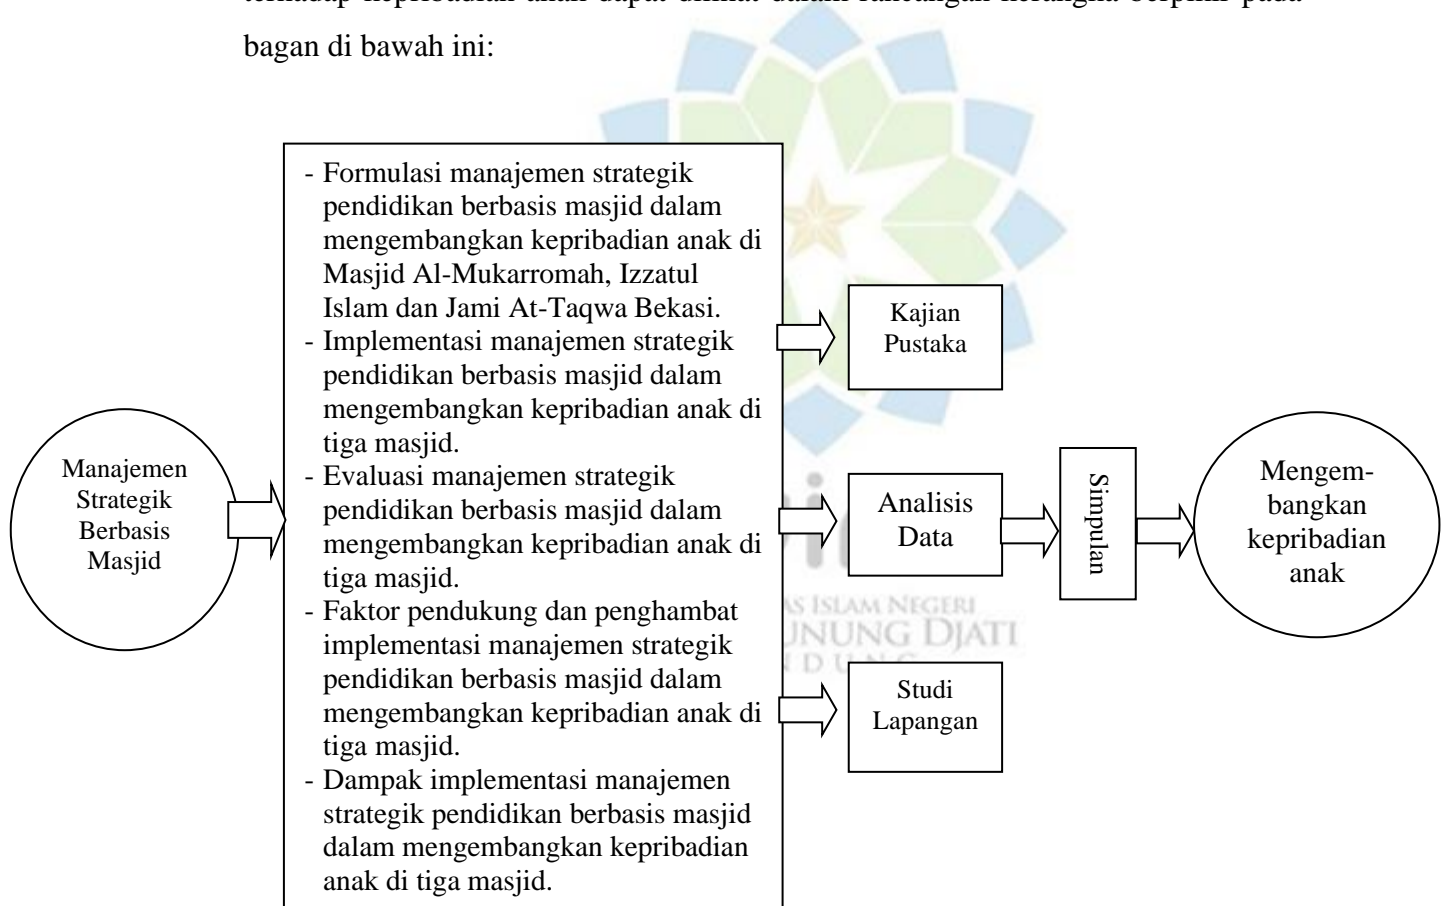 bagan di bawah ini:
- Formulasi manajemen strategik
pendidikan berbasis masjid dalam
mengembangkan kepribadian anak di
Masjid Al-Mukarromah, Izzatul
Islam dan Jami At-Taqwa Bekasi.
- Implementasi manajemen strategik
pendidikan berbasis masjid dalam
mengembangkan kepribadian anak di
tiga masjid.
- Evaluasi manajemen strategik
pendidikan berbasis masjid dalam
mengembangkan kepribadian anak di
tiga masjid.
- Faktor pendukung dan penghambat
implementasi manajemen strategik
pendidikan berbasis masjid dalam
mengembangkan kepribadian anak di
tiga masjid.
- Dampak implementasi manajemen
strategik pendidikan berbasis masjid
dalam mengembangkan kepribadian
anak di tiga masjid.
Manajemen
Strategik
Berbasis
Masjid
Kajian
Pustaka
Analisis
Data
Studi
Lapangan
Simpulan
Mengem-
bangkan
kepribadian
anak
ISLAM NEGERI
DJATI